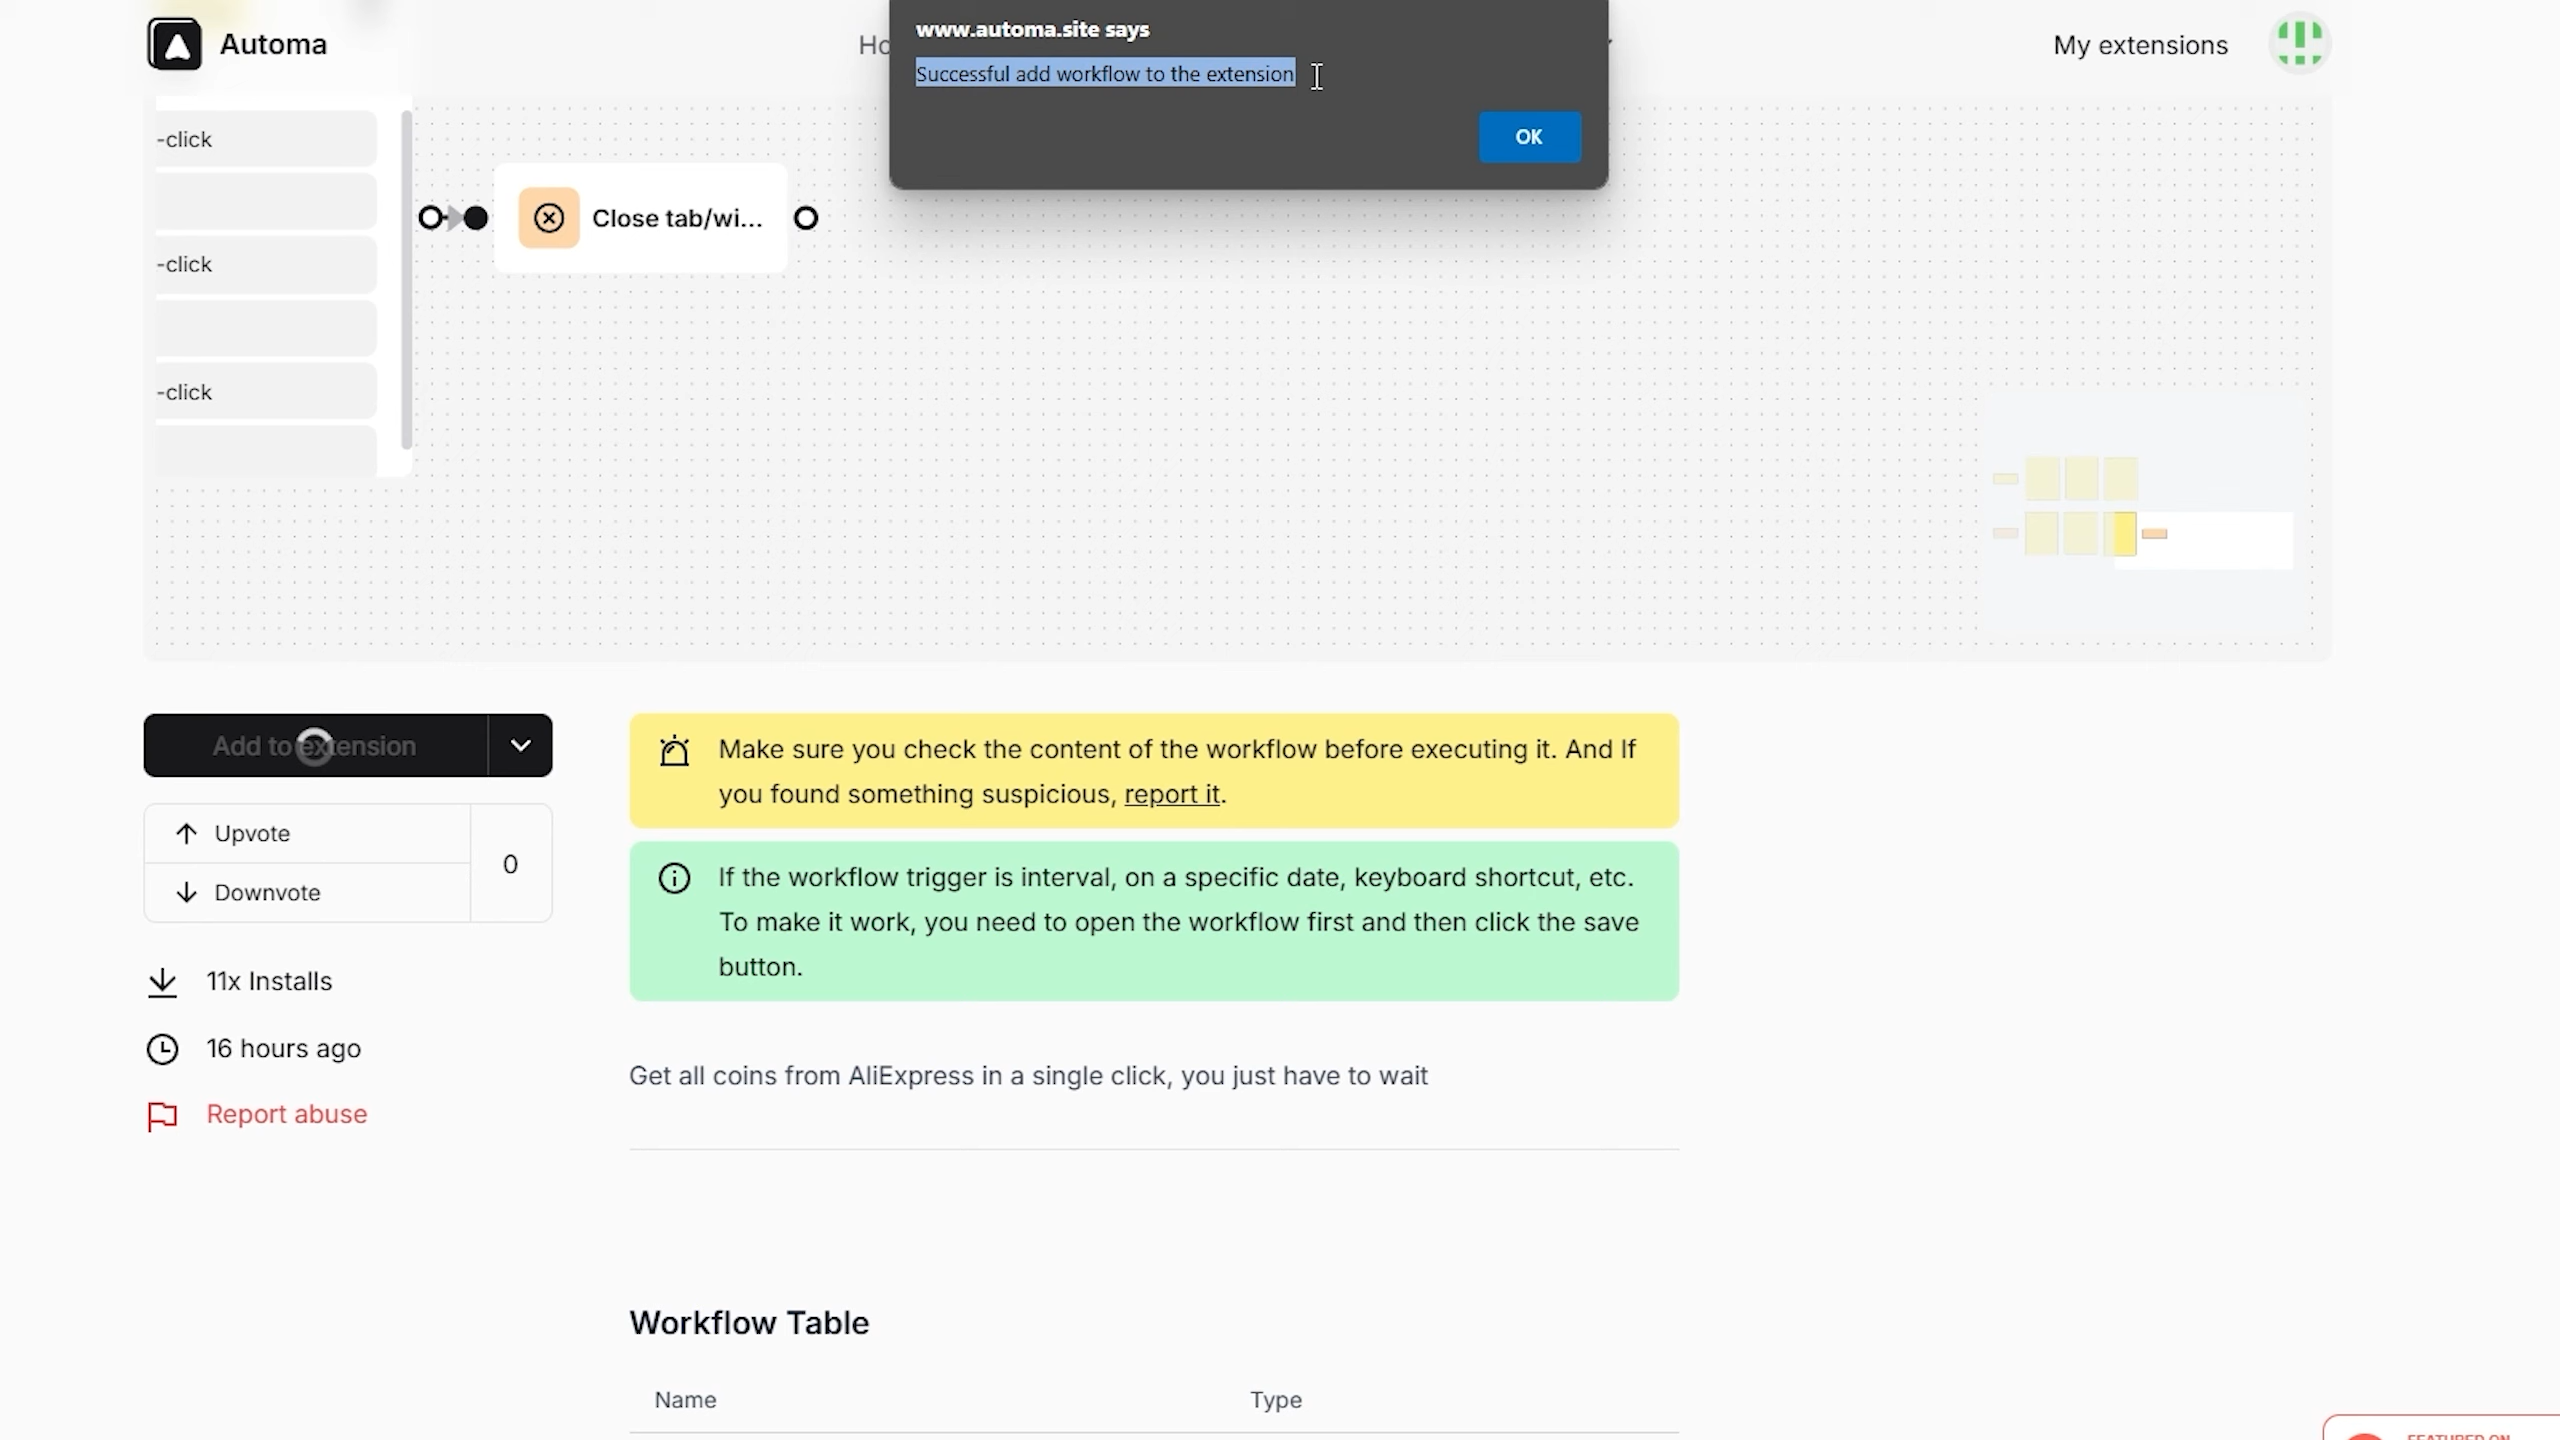 Automa
Ho
www.automa.site says
Successful add workflow to the extension
OK
My extensions
-click
-click
-click
Close tab/wi...
Add to extension
Upvote
Downvote
0
11x Installs
16 hours ago
Report abuse
Make sure you check the content of the workflow before executing it. And If
you found something suspicious, report it.
If the workflow trigger is interval, on a specific date, keyboard shortcut, etc.
To make it work, you need to open the workflow first and then click the save
button.
Get all coins from AliExpress in a single click, you just have to wait
Workflow Table
Name Type
FEATURED ON